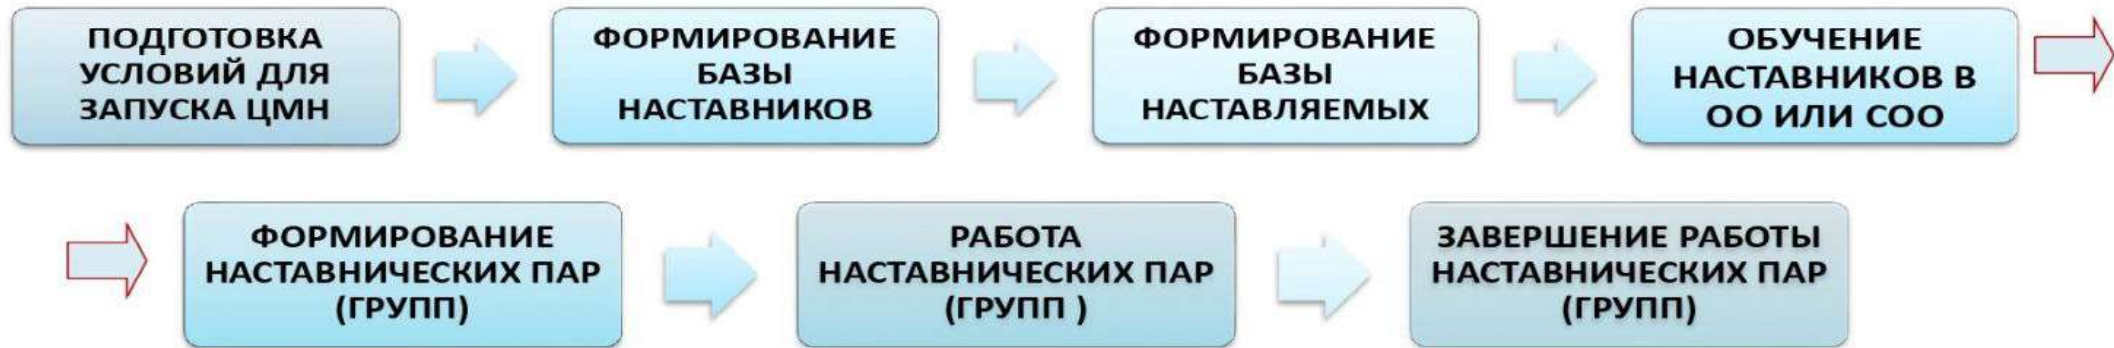 ПОДГОТОВКА
УСЛОВИЙ ДЛЯ
ЗАПУСКА ЦМН
ФОРМИРОВАНИЕ
БАЗЫ
НАСТАВНИКОВ
ФОРМИРОВАНИЕ
БАЗЫ
НАСТАВЛЯЕМЫХ
ОБУЧЕНИЕ
НАСТАВНИКОВ В
ОО ИЛИ СОО
ФОРМИРОВАНИЕ
НАСТАВНИЧЕСКИХ ПАР
(ГРУПП)
РАБОТА
НАСТАВНИЧЕСКИХ ПАР
(ГРУПП )
ЗАВЕРШЕНИЕ РАБОТЫ
НАСТАВНИЧЕСКИХ ПАР
(ГРУПП)